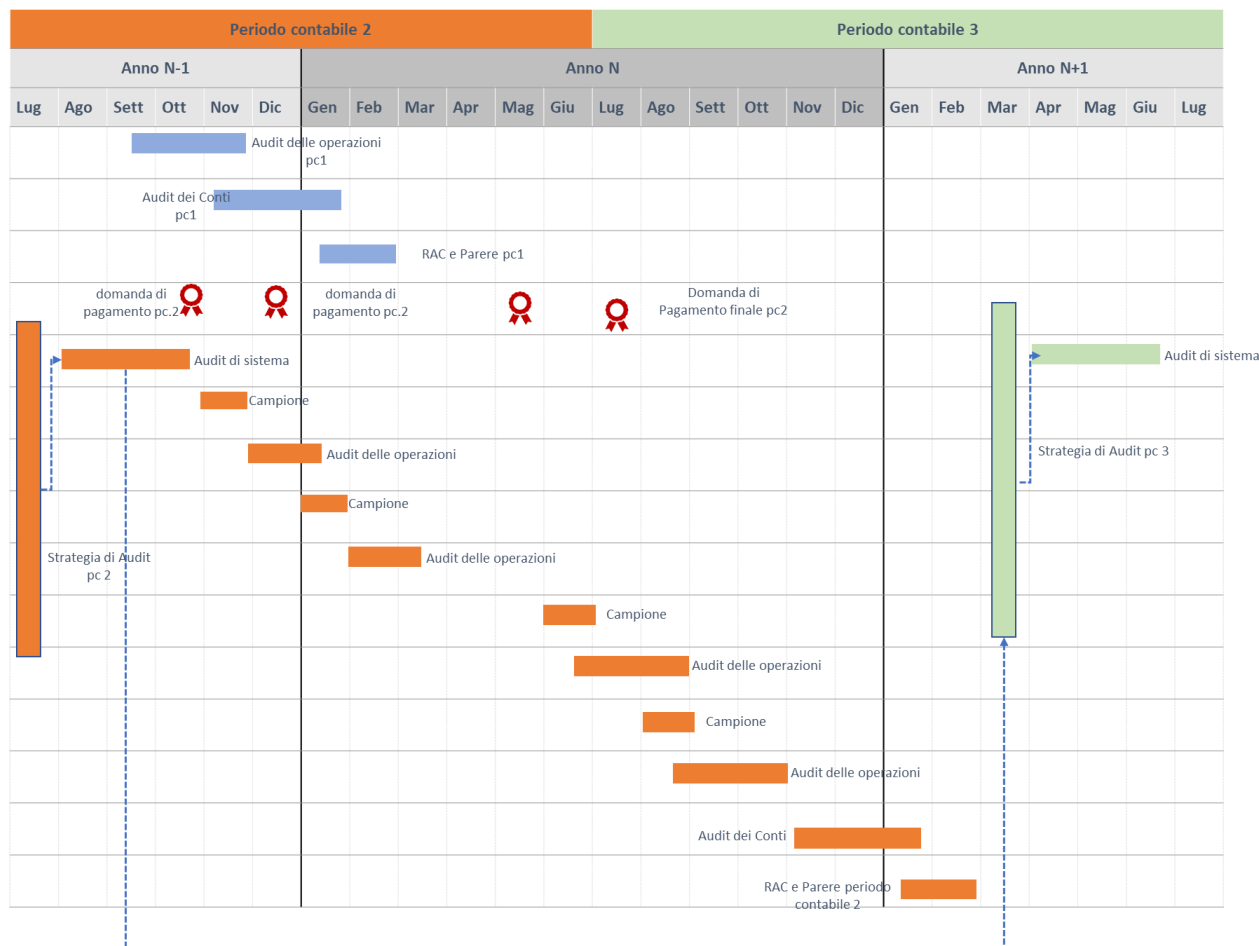 Periodo contabile 2
Periodo contabile 3
Anno N-1
Anno N
Anno N+1
Lug Ago Sett Ott Nov Dic Gen Feb Mar Apr Mag Giu Lug Ago Sett Ott Nov Dic Gen Feb Mar Apr Mag Giu Lug
Audit delle operazioni
pc1
Audit dei Conti
pc1
RAC e Parere pc1
domanda di
pagamento pc.2
domanda di
pagamento pc.2
Domanda di
Pagamento finale pc2
Audit di sistema
Audit di sistema
Campione
Audit delle operazioni
Strategia di Audit pc 3
Campione
Strategia di Audit
pc 2
Audit delle operazioni
Campione
Audit delle operazioni
Campione
Audit delle operazioni
Audit dei Conti
RAC e Parere periodo
contabile 2